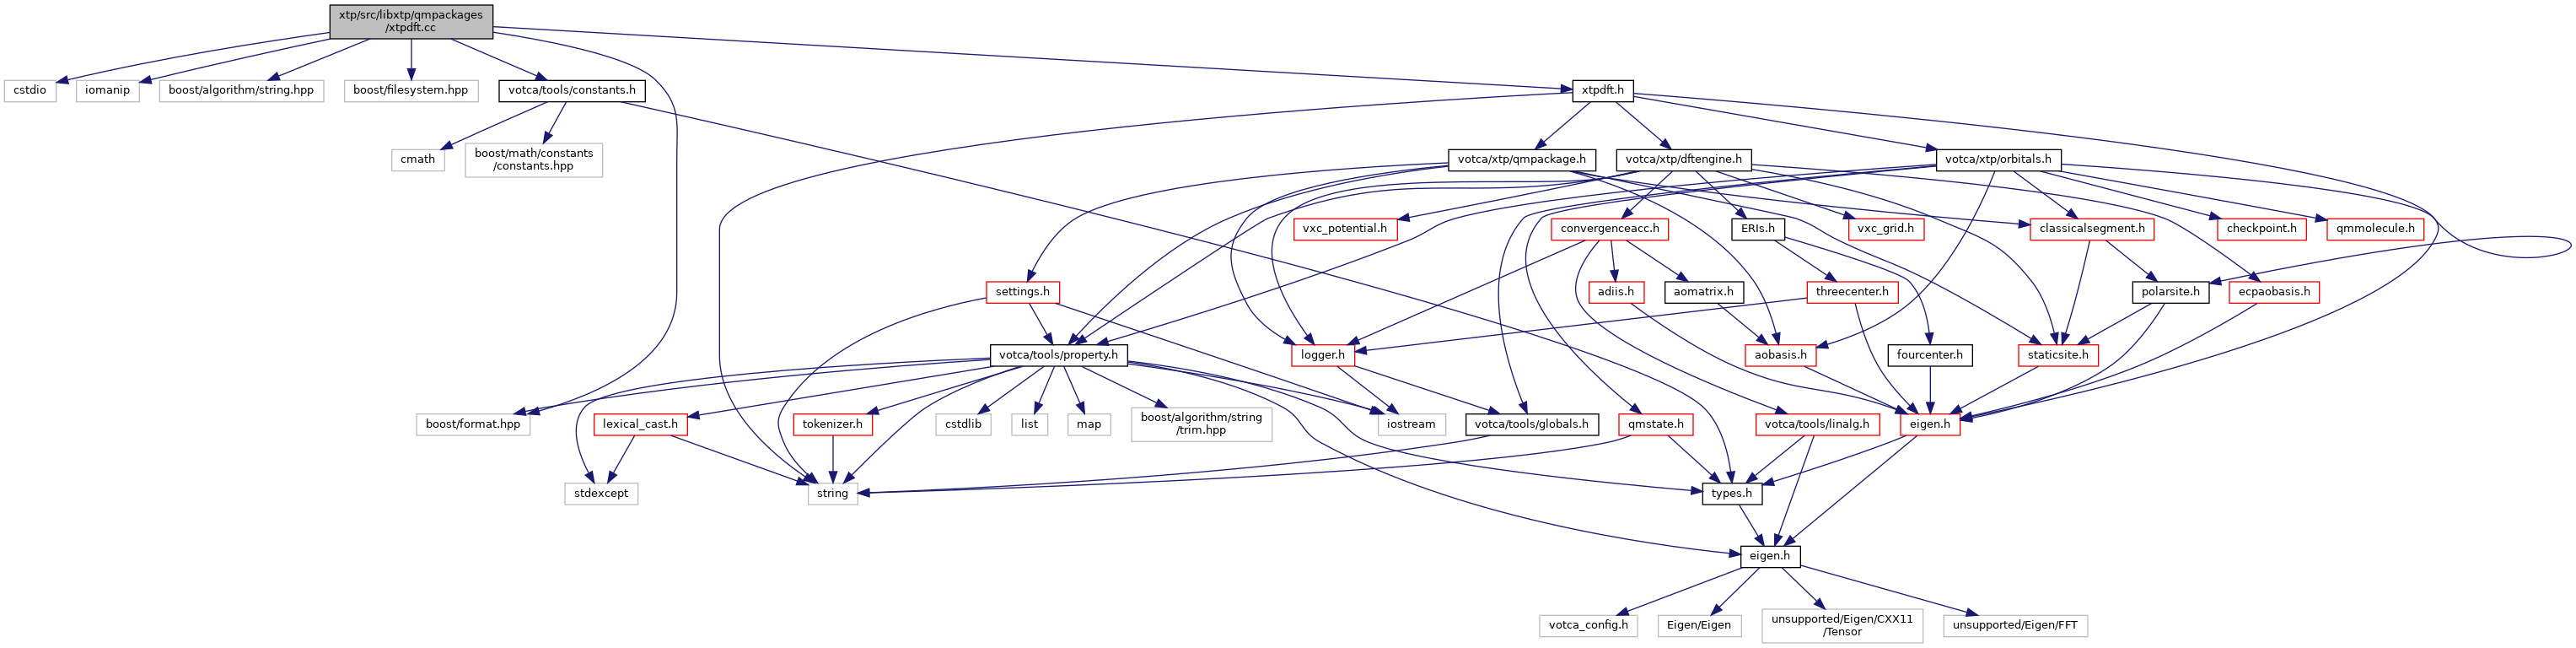 xtp/src/libxtp/qmpackages
/xtpdft.cc
cstdio
iomanip
boost/algorithm/string.hpp
boost/filesystem.hpp
votca/tools/constants.h
xtpdft.h
cmath
boost/math/constants
/constants.hpp
votca/xtp/qmpackage.h
votca/xtp/dftengine.h
votca/xtp/orbitals.h
vxc_potential.h
convergenceacc.h
ERIs.h
vxc_grid.h
classicalsegment.h
checkpoint.h
qmmolecule.h
settings.h
adiis.h
aomatrix.h
threecenter.h
polarsite.h
ecpaobasis.h
votca/tools/property.h
logger.h
aobasis.h
fourcenter.h
staticsite.h
boost/format.hpp
lexical_cast.h
tokenizer.h
cstdlib
list
map
boost/algorithm/string
/trim.hpp
iostream
votca/tools/globals.h
qmstate.h
votca/tools/linalg.h
eigen.h
stdexcept
string
types.h
eigen.h
votca_config.h
Eigen/Eigen
unsupported/Eigen/CXX11
/Tensor
unsupported/Eigen/FFT